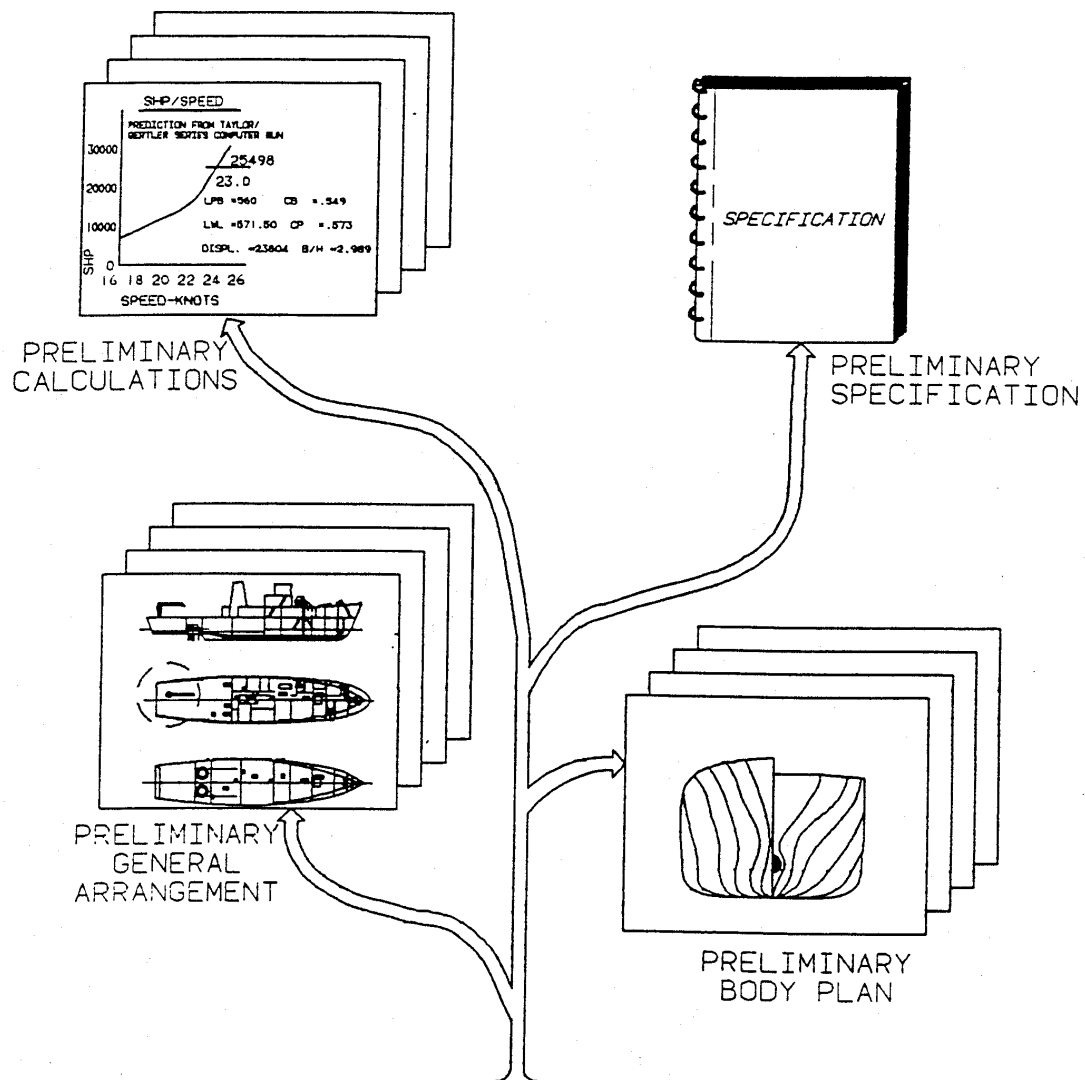 SHP/SPEED
PREDICTION FROM TAYLOR/
GERTLER SERIES COMPUTER RUN
30000
25498
20000
23.0
LPB =560 CB =.549
10000
LWL =571.50 CP =.573
DISPL. =23804 B/H =2.989
SHP
0
16 18 20 22 24 26
SPEED-KNOTS
PRELIMINARY
CALCULATIONS
SPECIFICATION
PRELIMINARY
SPECIFICATION
PRELIMINARY
GENERAL
ARRANGEMENT
PRELIMINARY
BODY PLAN